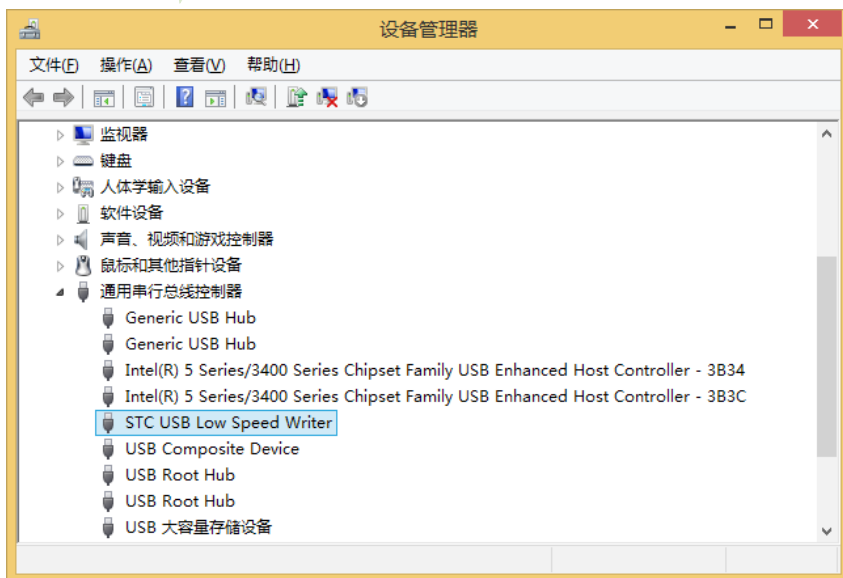 设备管理器
文件(F) 操作(A) 查看(V) 帮助(H)
监视器
键盘
人体学输入设备
软件设备
声音、视频和游戏控制器
鼠标和其他指针设备
通用串行总线控制器
Generic USB Hub
Generic USB Hub
Intel(R) 5 Series/3400 Series Chipset Family USB Enhanced Host Controller - 3B34
Intel(R) 5 Series/3400 Series Chipset Family USB Enhanced Host Controller - 3B3C
STC USB Low Speed Writer
USB Composite Device
USB Root Hub
USB Root Hub
USB 大容量存储设备